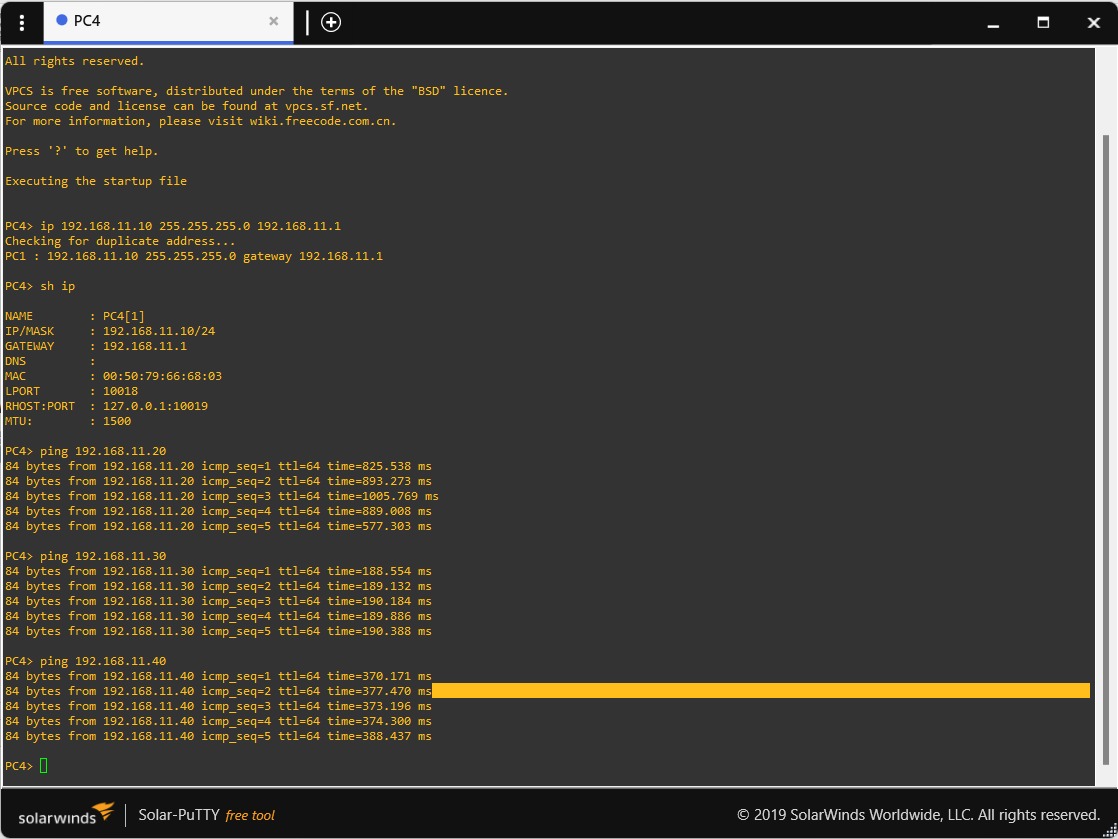 PC4
All rights reserved.
VPCS is free software, distributed under the terms of the "BSD" licence.
Source code and license can be found at vpcs.sf.net.
For more information, please visit wiki.freecode.com.cn.
Press '?' to get help.
Executing the startup file
PC4> ip 192.168.11.10 255.255.255.0 192.168.11.1
Checking for duplicate address...
PC1 : 192.168.11.10 255.255.255.0 gateway 192.168.11.1
PC4> sh ip
NAME        : PC4[1]
IP/MASK     : 192.168.11.10/24
GATEWAY     : 192.168.11.1
DNS         :
MAC         : 00:50:79:66:68:03
LPORT       : 10018
RHOST:PORT  : 127.0.0.1:10019
MTU:        : 1500
PC4> ping 192.168.11.20
84 bytes from 192.168.11.20 icmp_seq=1 ttl=64 time=825.538 ms
84 bytes from 192.168.11.20 icmp_seq=2 ttl=64 time=893.273 ms
84 bytes from 192.168.11.20 icmp_seq=3 ttl=64 time=1005.769 ms
84 bytes from 192.168.11.20 icmp_seq=4 ttl=64 time=889.008 ms
84 bytes from 192.168.11.20 icmp_seq=5 ttl=64 time=577.303 ms
PC4> ping 192.168.11.30
84 bytes from 192.168.11.30 icmp_seq=1 ttl=64 time=188.554 ms
84 bytes from 192.168.11.30 icmp_seq=2 ttl=64 time=189.132 ms
84 bytes from 192.168.11.30 icmp_seq=3 ttl=64 time=190.184 ms
84 bytes from 192.168.11.30 icmp_seq=4 ttl=64 time=189.886 ms
84 bytes from 192.168.11.30 icmp_seq=5 ttl=64 time=190.388 ms
PC4> ping 192.168.11.40
84 bytes from 192.168.11.40 icmp_seq=1 ttl=64 time=370.171 ms
84 bytes from 192.168.11.40 icmp_seq=2 ttl=64 time=377.470 ms
84 bytes from 192.168.11.40 icmp_seq=3 ttl=64 time=373.196 ms
84 bytes from 192.168.11.40 icmp_seq=4 ttl=64 time=374.300 ms
84 bytes from 192.168.11.40 icmp_seq=5 ttl=64 time=388.437 ms
PC4>
solarwinds Solar-PuTTY free tool © 2019 SolarWinds Worldwide, LLC. All rights reserved.